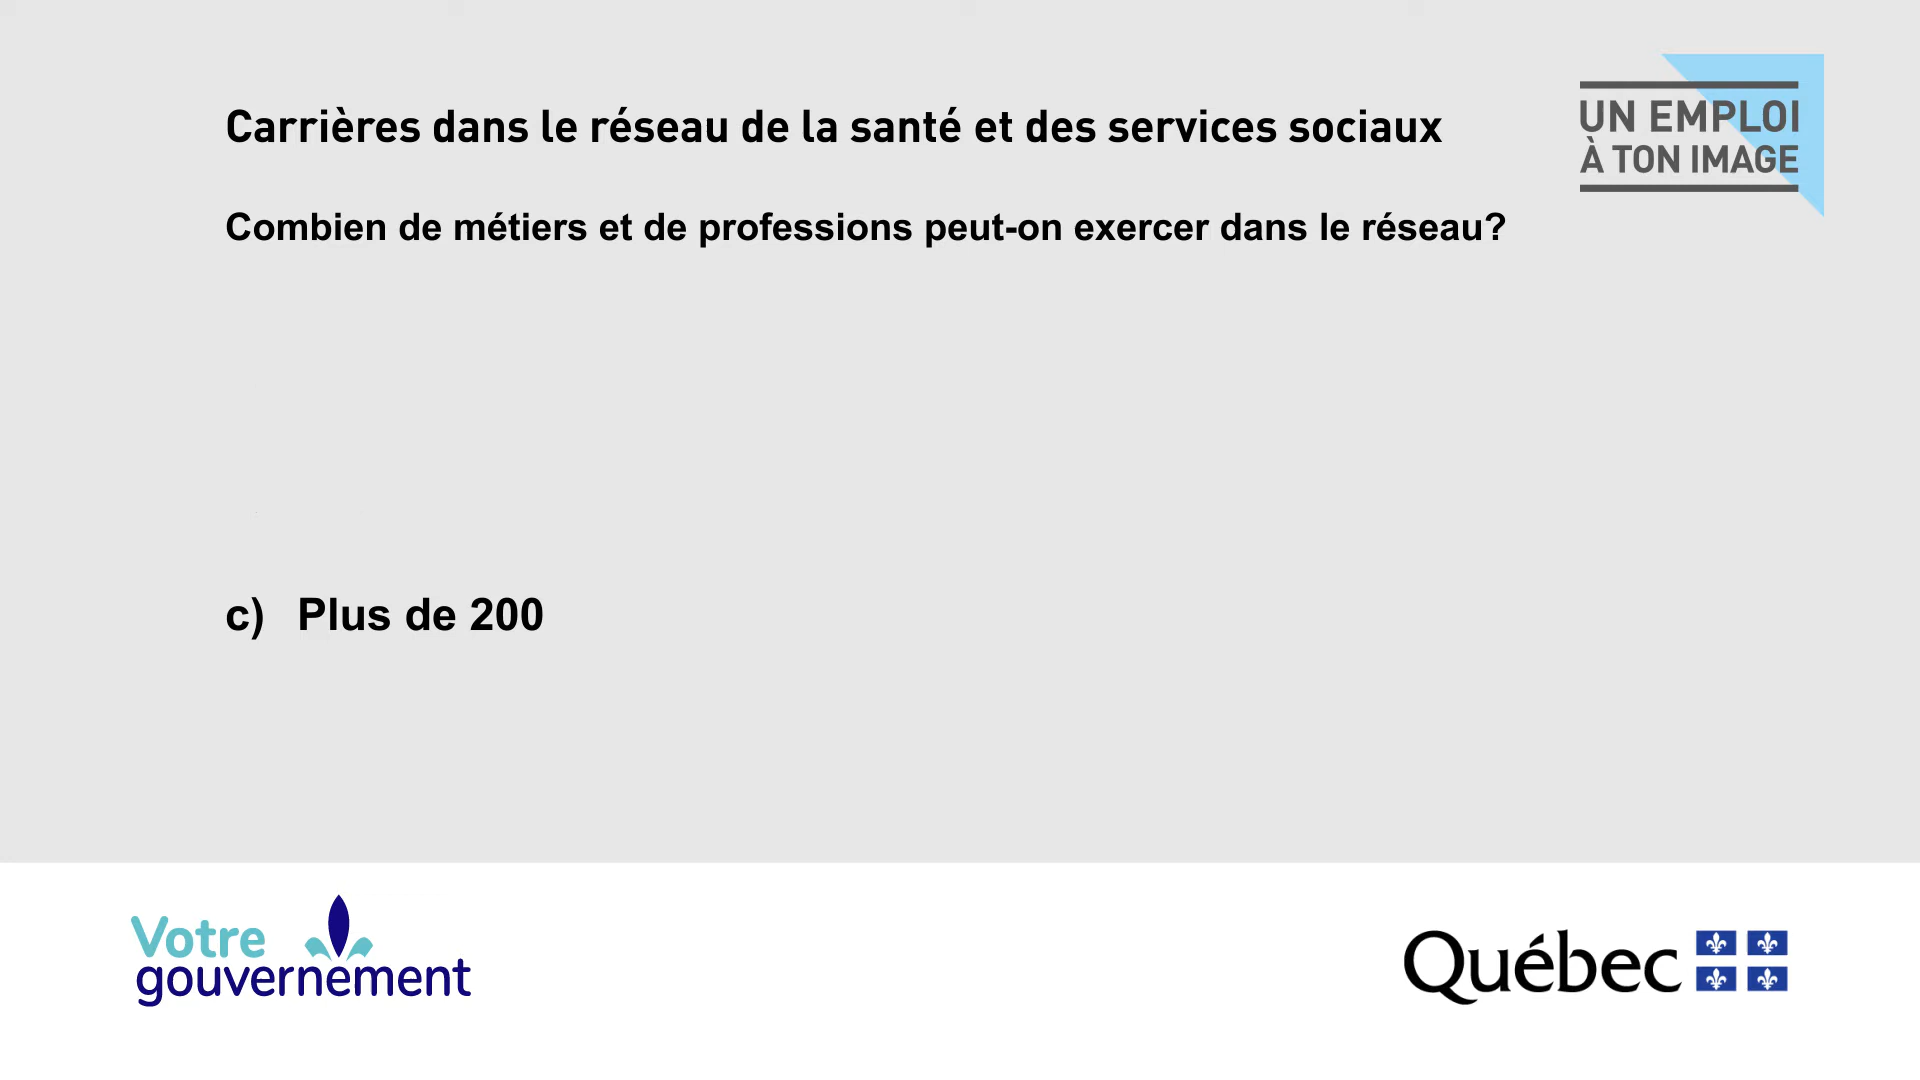 Carrières dans le réseau de la santé et des services sociaux
UN EMPLOI
À TON IMAGE
Combien de métiers et de professions peut-on exercer dans le réseau?
c) Plus de 200
Votre
gouvernement
Québec